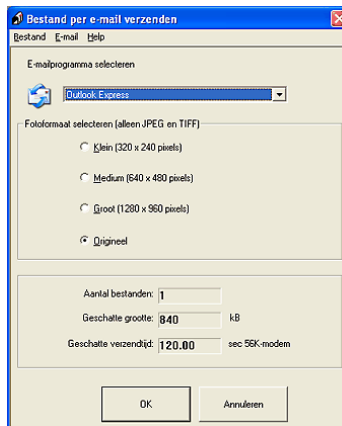 Bestand per e-mail verzenden
Bestand E-mail Help
E-mailprogramma selecteren
Outlook Express
Fotoformaat selecteren (alleen JPEG en TIFF)
Klein (320 x 240 pixels)
Medium (640 x 480 pixels)
Groot (1280 x 960 pixels)
Origineel
Aantal bestanden: 1
Geschatte grootte: 840 kB
Geschatte verzendtijd: 120.00 sec 56K-modem
OK Annuleren